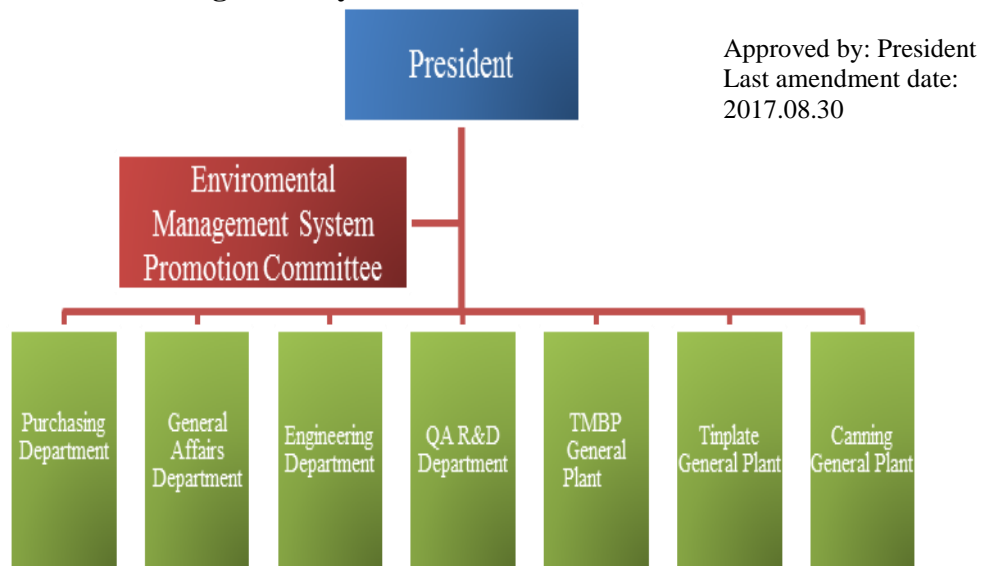 President
Approved by: President
Last amendment date:
2017.08.30
Enviromental
Management System
Promotion Committee
Purchasing
Department
General
Affairs
Department
Engineering
Department
QA R&D
Department
TMBP
General
Plant
Tinplate
General Plant
Canning
General Plant